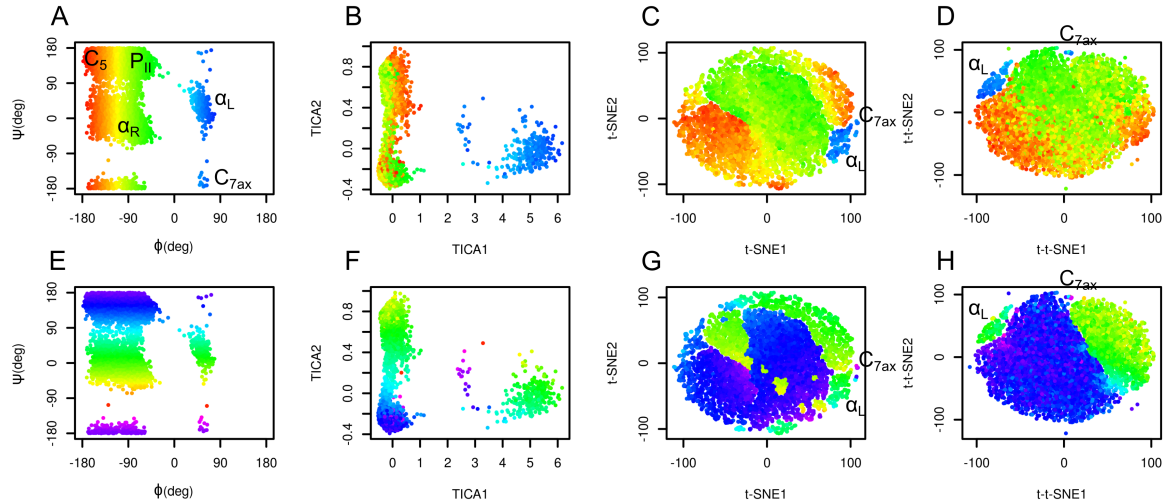 A
B
C
D
180
90
0
-90
-180
Ψ(deg)
C5
PII
αR
αL
C7ax
-180
-90
0
90
180
ϕ(deg)
0.8
0.4
0.0
-0.4
TICA2
0
1
2
3
4
5
6
TICA1
100
0
-100
t-SNE2
C7ax
αL
-100
0
100
t-SNE1
100
0
-100
t-t-SNE2
C7ax
αL
-100
0
100
t-t-SNE1
E
F
G
H
180
90
0
-90
-180
Ψ(deg)
-180
-90
0
90
180
ϕ(deg)
0.8
0.4
0.0
-0.4
TICA2
0
1
2
3
4
5
6
TICA1
100
0
-100
t-SNE2
C7ax
αL
-100
0
100
t-SNE1
100
0
-100
t-t-SNE2
C7ax
αL
-100
0
100
t-t-SNE1